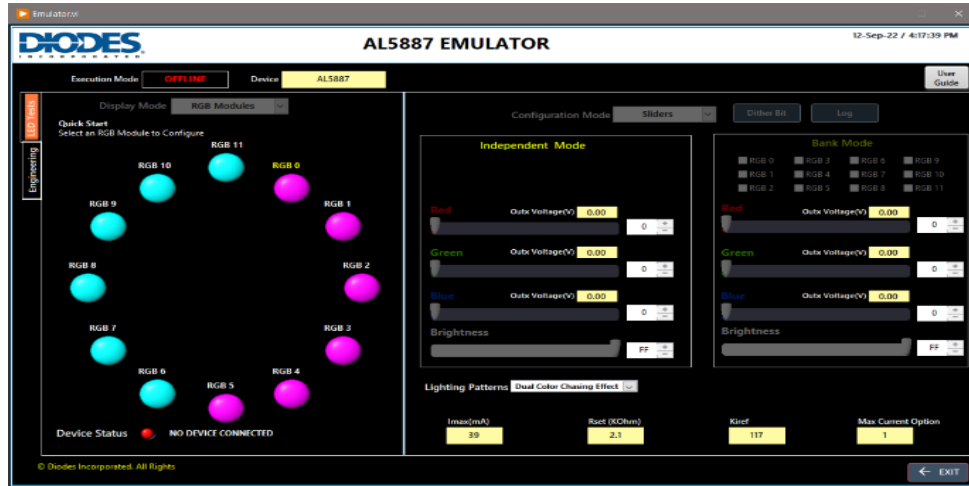 Emulator.vi
DIODES
INCORPORATED
AL5887 EMULATOR
12-Sep-22 / 4:17:39 PM
Execution Mode OFFLINE Device AL5887
User Guide
LED Tests
Engineering
Display Mode RGB Modules
Quick Start
Select an RGB Module to Configure
RGB 11
RGB 10
RGB 0
RGB 9
RGB 1
RGB 8
RGB 2
RGB 7
RGB 3
RGB 6
RGB 4
RGB 5
Device Status NO DEVICE CONNECTED
Configuration Mode Sliders Dither Bit Log
Independent Mode
Red Outx Voltage(V) 0.00
0
Green Outx Voltage(V) 0.00
0
Blue Outx Voltage(V) 0.00
0
Brightness
FF
Bank Mode
RGB 0 RGB 3 RGB 6 RGB 9
RGB 1 RGB 4 RGB 7 RGB 10
RGB 2 RGB 5 RGB 8 RGB 11
Red Outx Voltage(V) 0.00
0
Green Outx Voltage(V) 0.00
0
Blue Outx Voltage(V) 0.00
0
Brightness
FF
Lighting Patterns Dual Color Chasing Effect
Imax(mA) Rset (KOhm) Kiref Max Current Option
39 2.1 117 1
© Diodes Incorporated. All Rights
EXIT